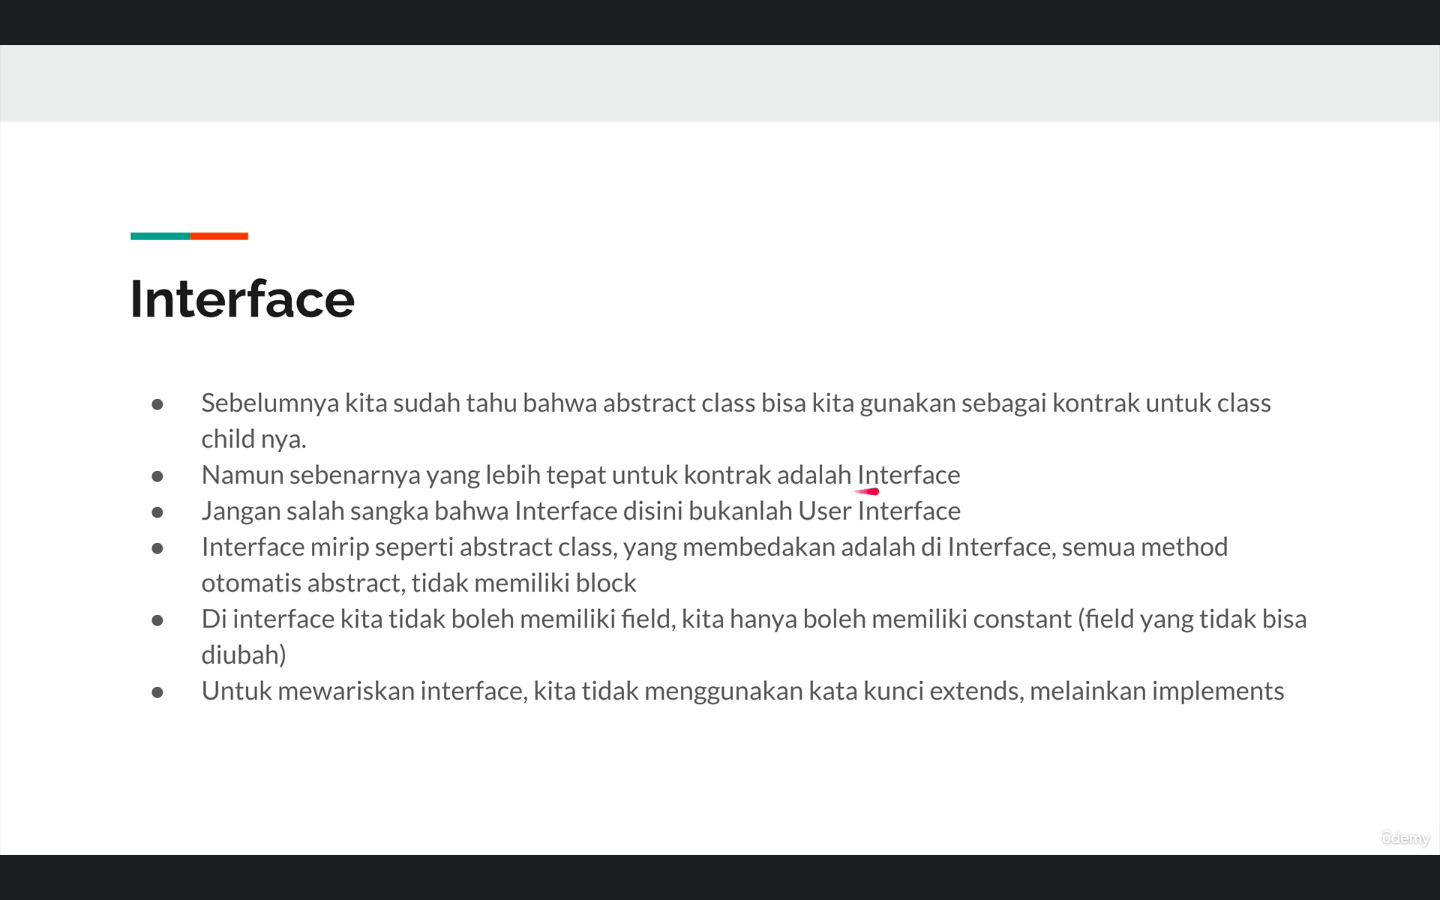 Interface
● Sebelumnya kita sudah tahu bahwa abstract class bisa kita gunakan sebagai kontrak untuk class
child nya.
● Namun sebenarnya yang lebih tepat untuk kontrak adalah Interface
● Jangan salah sangka bahwa Interface disini bukanlah User Interface
● Interface mirip seperti abstract class, yang membedakan adalah di Interface, semua method
otomatis abstract, tidak memiliki block
● Di interface kita tidak boleh memiliki field, kita hanya boleh memiliki constant (field yang tidak bisa
diubah)
● Untuk mewariskan interface, kita tidak menggunakan kata kunci extends, melainkan implements
ûdemy